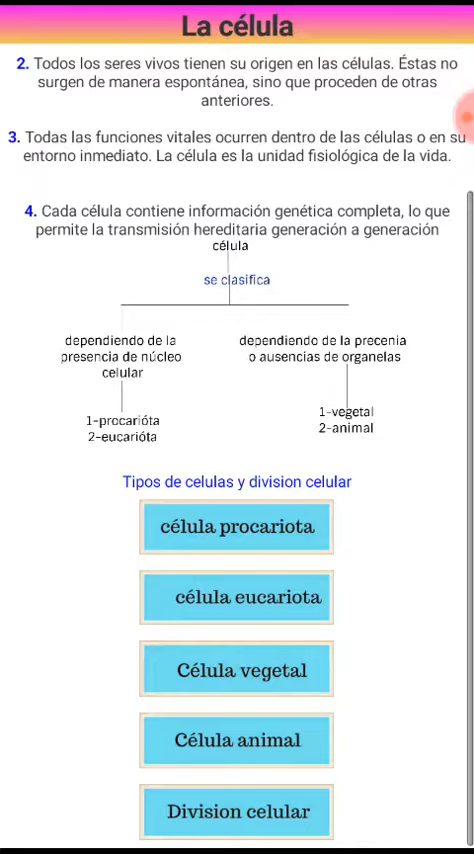 La célula
2. Todos los seres vivos tienen su origen en las células. Éstas no
surgen de manera espontánea, sino que proceden de otras
anteriores.
3. Todas las funciones vitales ocurren dentro de las células o en su
entorno inmediato. La célula es la unidad fisiológica de la vida.
4. Cada célula contiene información genética completa, lo que
permite la transmisión hereditaria generación a generación
célula
se clasifica
dependiendo de la
presencia de núcleo
celular
1-procarióta
2-eucarióta
dependiendo de la precenia
o ausencias de organelas
1-vegetal
2-animal
Tipos de celulas y division celular
célula procariota
célula eucariota
Célula vegetal
Célula animal
Division celular